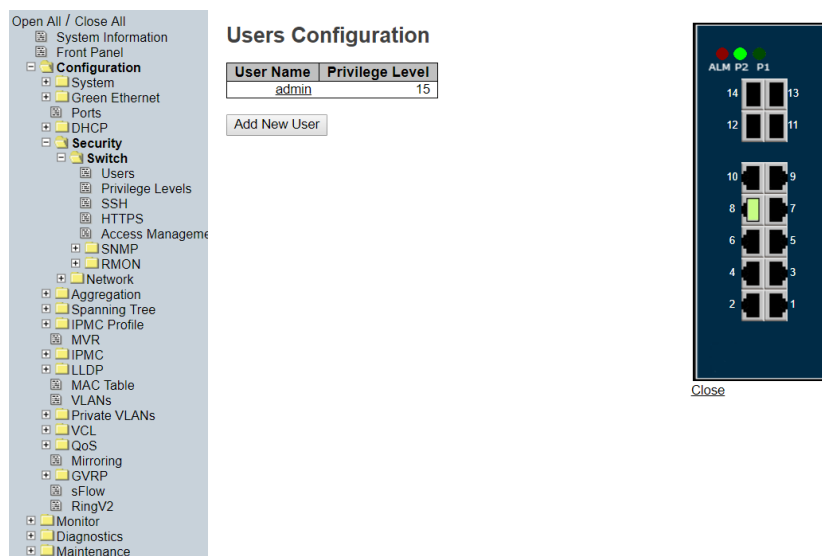 Open All / Close All
System Information
Front Panel
Configuration
System
Green Ethernet
Ports
DHCP
Security
Switch
Users
Privilege Levels
SSH
HTTPS
Access Manageme
SNMP
RMON
Network
Aggregation
Spanning Tree
IPMC Profile
MVR
IPMC
LLDP
MAC Table
VLANs
Private VLANs
VCL
QoS
Mirroring
GVRP
sFlow
RingV2
Monitor
Diagnostics
Maintenance
Users Configuration
User Name Privilege Level
admin 15
Add New User
ALM P2 P1
14 13
12 11
10 9
8 7
6 5
4 3
2 1
Close